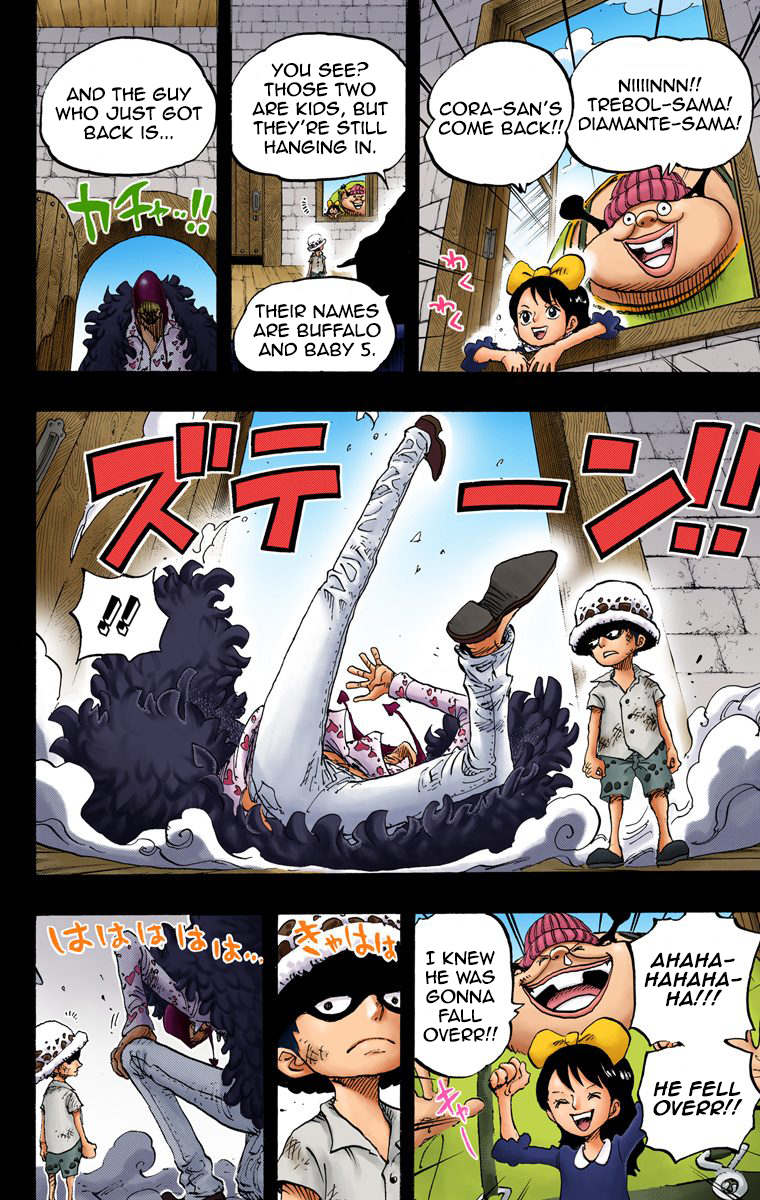 NIIIINNN!!
TREBOL-SAMA!
DIAMANTE-SAMA!
CORA-SAN'S
COME BACK!!
わく
わく
YOU SEE?
THOSE TWO
ARE KIDS, BUT
THEY'RE STILL
HANGING IN.
THEIR NAMES
ARE BUFFALO
AND BABY 5.
AND THE GUY
WHO JUST GOT
BACK IS...
ガチャ..!!
ズテーン!!
!!
AHAHA-
HAHAHA-
HA!!!
I KNEW
HE WAS
GONNA
FALL
OVERR!!
HE FELL
OVERR!!
きゃー
きゃはは
ははははは...